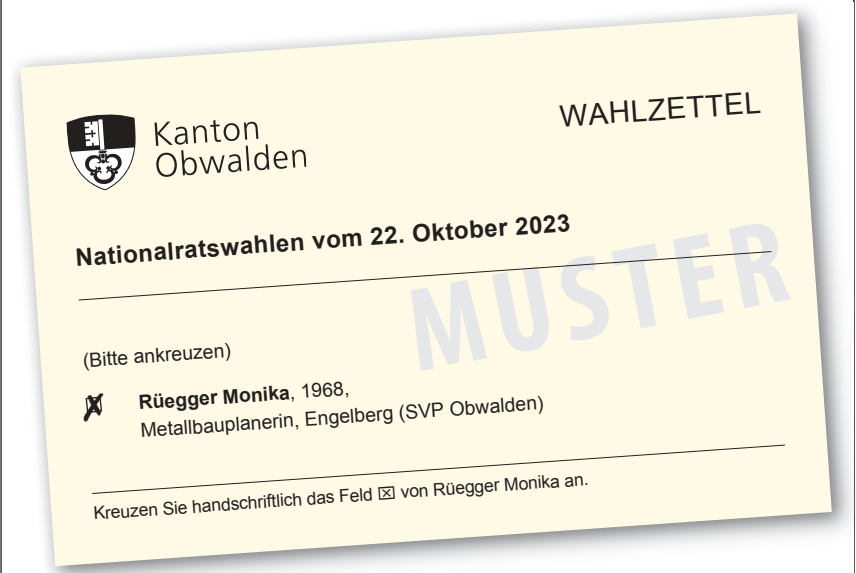 Kanton
Obwalden
WAHLZETTEL
Nationalratswahlen vom 22. Oktober 2023
MUSTER
(Bitte ankreuzen)
Rüegger Monika, 1968,
Metallbauplanerin, Engelberg (SVP Obwalden)
Kreuzen Sie handschriftlich das Feld ☒ von Rüegger Monika an.